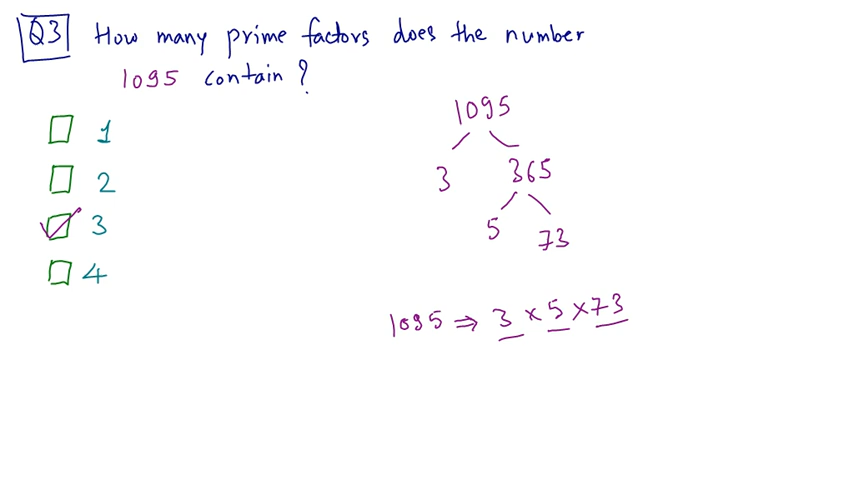 Q3 How many prime factors does the number
1095 contain ?
1
2
3
4
1095
3 365
5 73
1095 ⇒ 3 × 5 × 73